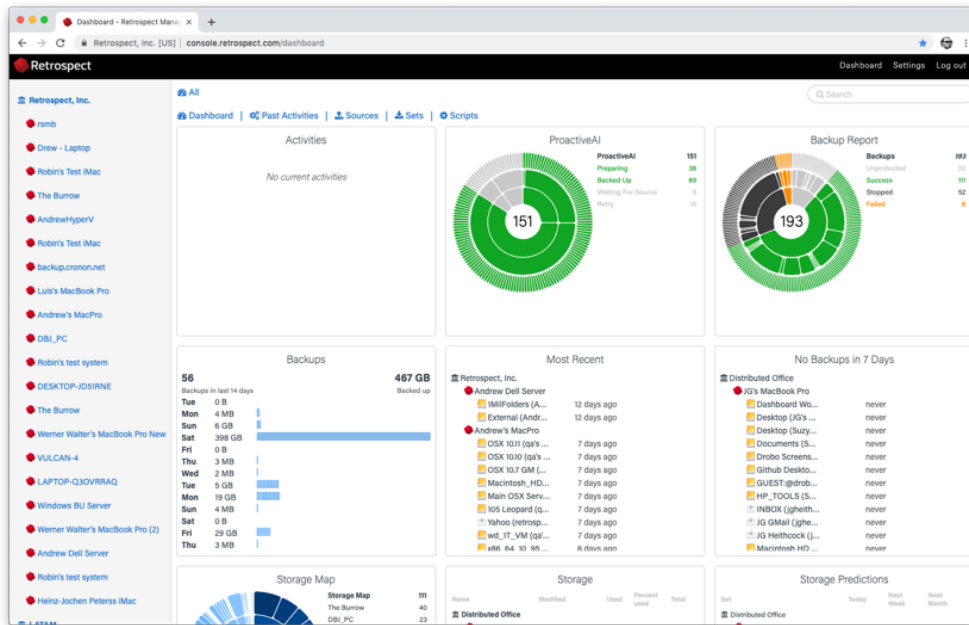 Dashboard - Retrospect Mana
Retrospect, Inc. [US] | console.retrospect.com/dashboard
Retrospect
Dashboard Settings Log out
Retrospect, Inc.
rsmb
Drew - Laptop
Robin's Test iMac
The Burrow
AndrewHyperV
Robin's Test iMac
backup.cronon.net
Luis's MacBook Pro
Andrew's MacPro
DBJ_PC
Robin's test system
DESKTOP-JD5IRNE
The Burrow
Werner Walter's MacBook Pro New
VULCAN-4
LAPTOP-Q3OVRRAQ
Windows BU Server
Werner Walter's MacBook Pro (2)
Andrew Dell Server
Robin's test system
Heinz-Jochen Peterss iMac
LATAM
All
Search
Dashboard | Past Activities | Sources | Sets | Scripts
Activities
No current activities
ProactiveAI
151
ProactiveAI 151
Preparing 38
Backed Up 89
Waiting For Source 9
Retry 15
Backup Report
193
Backups 193
Unprotected 22
Success 111
Stopped 52
Failed 8
Backups
56 467 GB
Backups in last 14 days Backed up
Tue 0 B
Mon 4 MB
Sun 6 GB
Sat 398 GB
Fri 0 B
Thu 3 MB
Wed 2 MB
Tue 5 GB
Mon 19 GB
Sun 4 MB
Sat 0 B
Fri 29 GB
Thu 3 MB
Most Recent
Retrospect, Inc.
Andrew Dell Server
1MilFolders (A... 12 days ago
External (Andr... 12 days ago
Andrew's MacPro
OSX 10.11 (qa's ... 7 days ago
OSX 10.10 (qa's ... 7 days ago
OSX 10.7 GM (... 7 days ago
Macintosh_HD... 7 days ago
Main OSX Serv... 7 days ago
105 Leopard (q... 7 days ago
Yahoo (retrosp... 7 days ago
wd_1T_VM (qa'... 7 days ago
x86_64_10_95 ... 8 days ago
No Backups in 7 Days
Distributed Office
JG's MacBook Pro
Dashboard Wo... never
Desktop (JG's ... never
Desktop (Suzy... never
Documents (S... never
Drobo Screens... never
Github Deskto... never
GUEST:@drob... never
HP_TOOLS (S... never
INBOX (jgheith... never
JG GMail (jghe... never
JG Heithcock (j... never
Macintosh HD ... never
Storage Map
Storage Map 111
The Burrow 40
DBJ_PC 23
Storage
Name Modified Used Percent used Total
Distributed Office
Storage Predictions
Set Today Next Week Next Month
Distributed Office